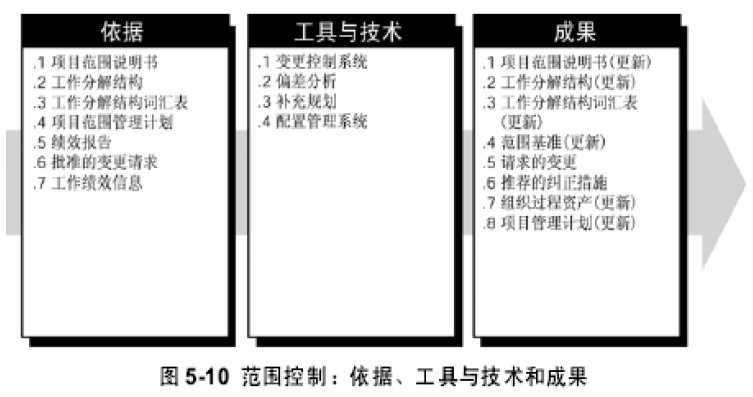 依据
.1 项目范围说明书
.2 工作分解结构
.3 工作分解结构词汇表
.4 项目范围管理计划
.5 绩效报告
.6 批准的变更请求
.7 工作绩效信息
工具与技术
.1 变更控制系统
.2 偏差分析
.3 补充规划
.4 配置管理系统
成果
.1 项目范围说明书(更新)
.2 工作分解结构(更新)
.3 工作分解结构词汇表
(更新)
.4 范围基准(更新)
.5 请求的变更
.6 推荐的纠正措施
.7 组织过程资产(更新)
.8 项目管理计划(更新)
图 5-10 范围控制：依据、工具与技术和成果